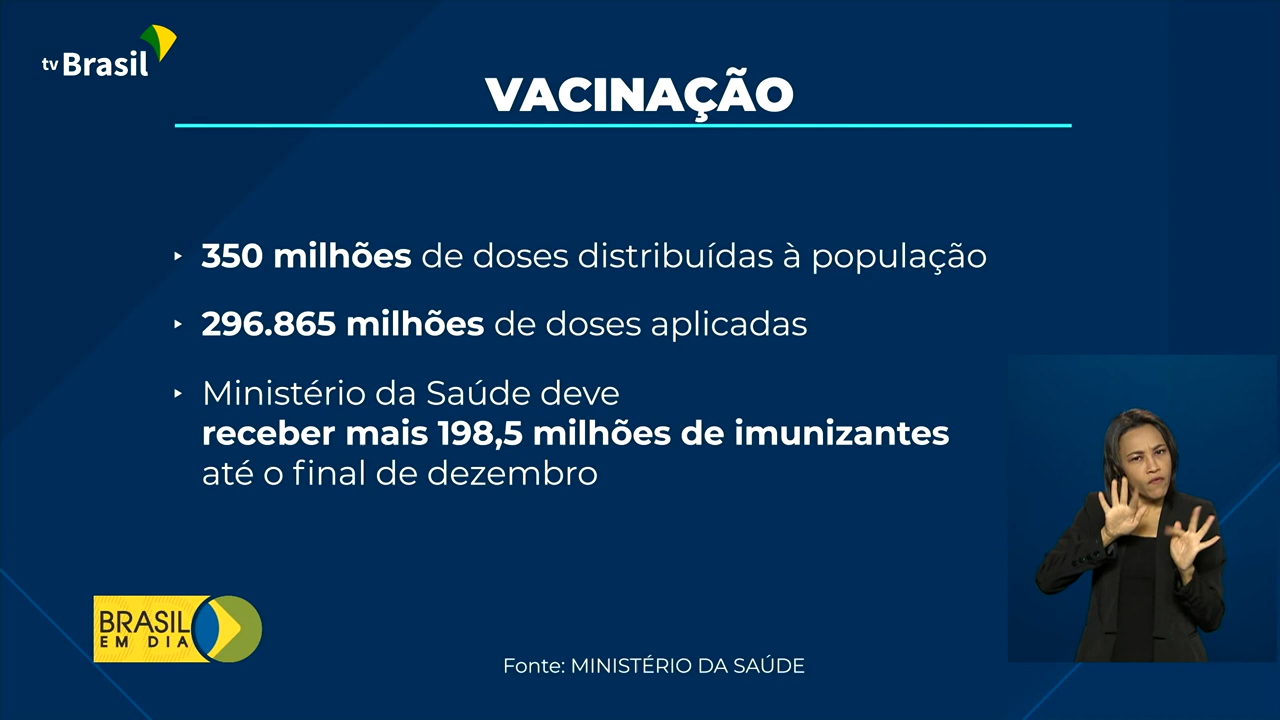 tv Brasil
VACINAÇÃO
350 milhões de doses distribuídas à população
296.865 milhões de doses aplicadas
Ministério da Saúde deve
receber mais 198,5 milhões de imunizantes
até o final de dezembro
BRASIL
EM DIA
Fonte: MINISTÉRIO DA SAÚDE